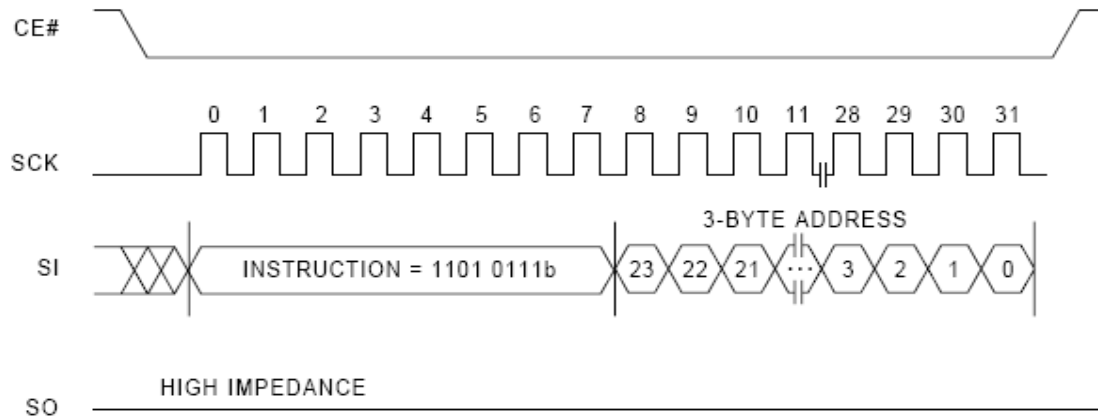 CE#
0 1 2 3 4 5 6 7 8 9 10 11 28 29 30 31
SCK
3-BYTE ADDRESS
SI INSTRUCTION = 1101 0111b 23 22 21 ... 3 2 1 0
HIGH IMPEDANCE
SO